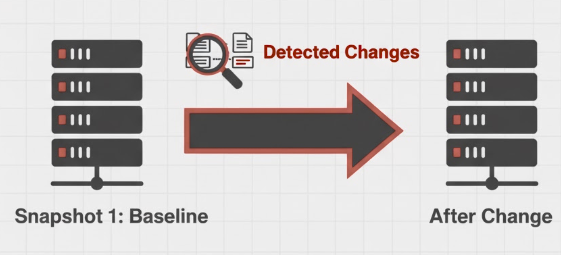 Detected Changes
Snapshot 1: Baseline
After Change